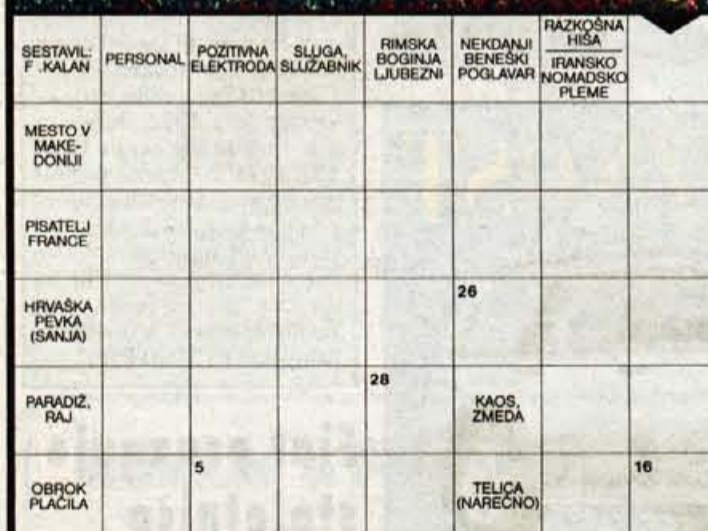 SESTAVIL:
F .KALAN
PERSONAL
POZITIVNA
ELEKTRODA
SLUGA,
SLUŽABNIK
RIMSKA
BOGINJA
LJUBEZNI
NEKDANJI
BENEŠKI
POGLAVAR
RAZKOŠNA
HIŠA
IRANSKO
NOMADSKO
PLEME
MESTO V
MAKE-
DONIJI
PISATELJ
FRANCE
HRVAŠKA
PEVKA
(SANJA)
26
PARADIŽ,
RAJ
28
KAOS,
ZMEDA
OBROK
PLAČILA
5
TELICA
(NAREČNO)
16